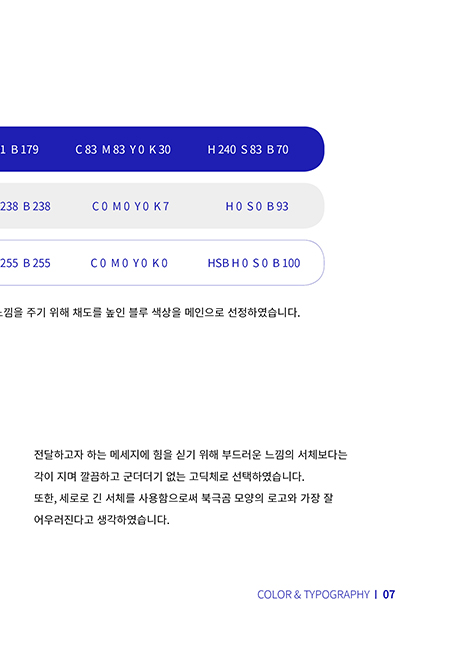 1 B 179 C 83 M 83 Y 0 K 30 H 240 S 83 B 70
238 B 238 C 0 M 0 Y 0 K 7 H 0 S 0 B 93
255 B 255 C 0 M 0 Y 0 K 0 HSB H 0 S 0 B 100
느낌을 주기 위해 채도를 높인 블루 색상을 메인으로 선정하였습니다.
전달하고자 하는 메세지에 힘을 싣기 위해 부드러운 느낌의 서체보다는
각이 지며 깔끔하고 군더더기 없는 고딕체로 선택하였습니다.
또한, 세로로 긴 서체를 사용함으로써 북극곰 모양의 로고와 가장 잘
어우러진다고 생각하였습니다.
COLOR & TYPOGRAPHY | 07